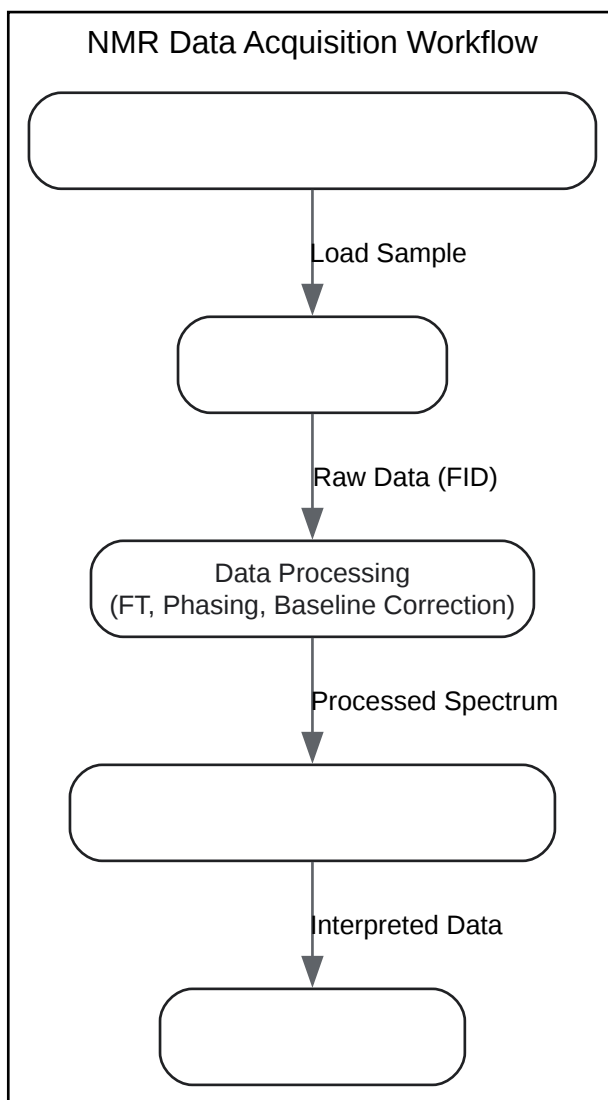 NMR Data Acquisition Workflow
Load Sample
Raw Data (FID)
Data Processing
(FT, Phasing, Baseline Correction)
Processed Spectrum
Interpreted Data